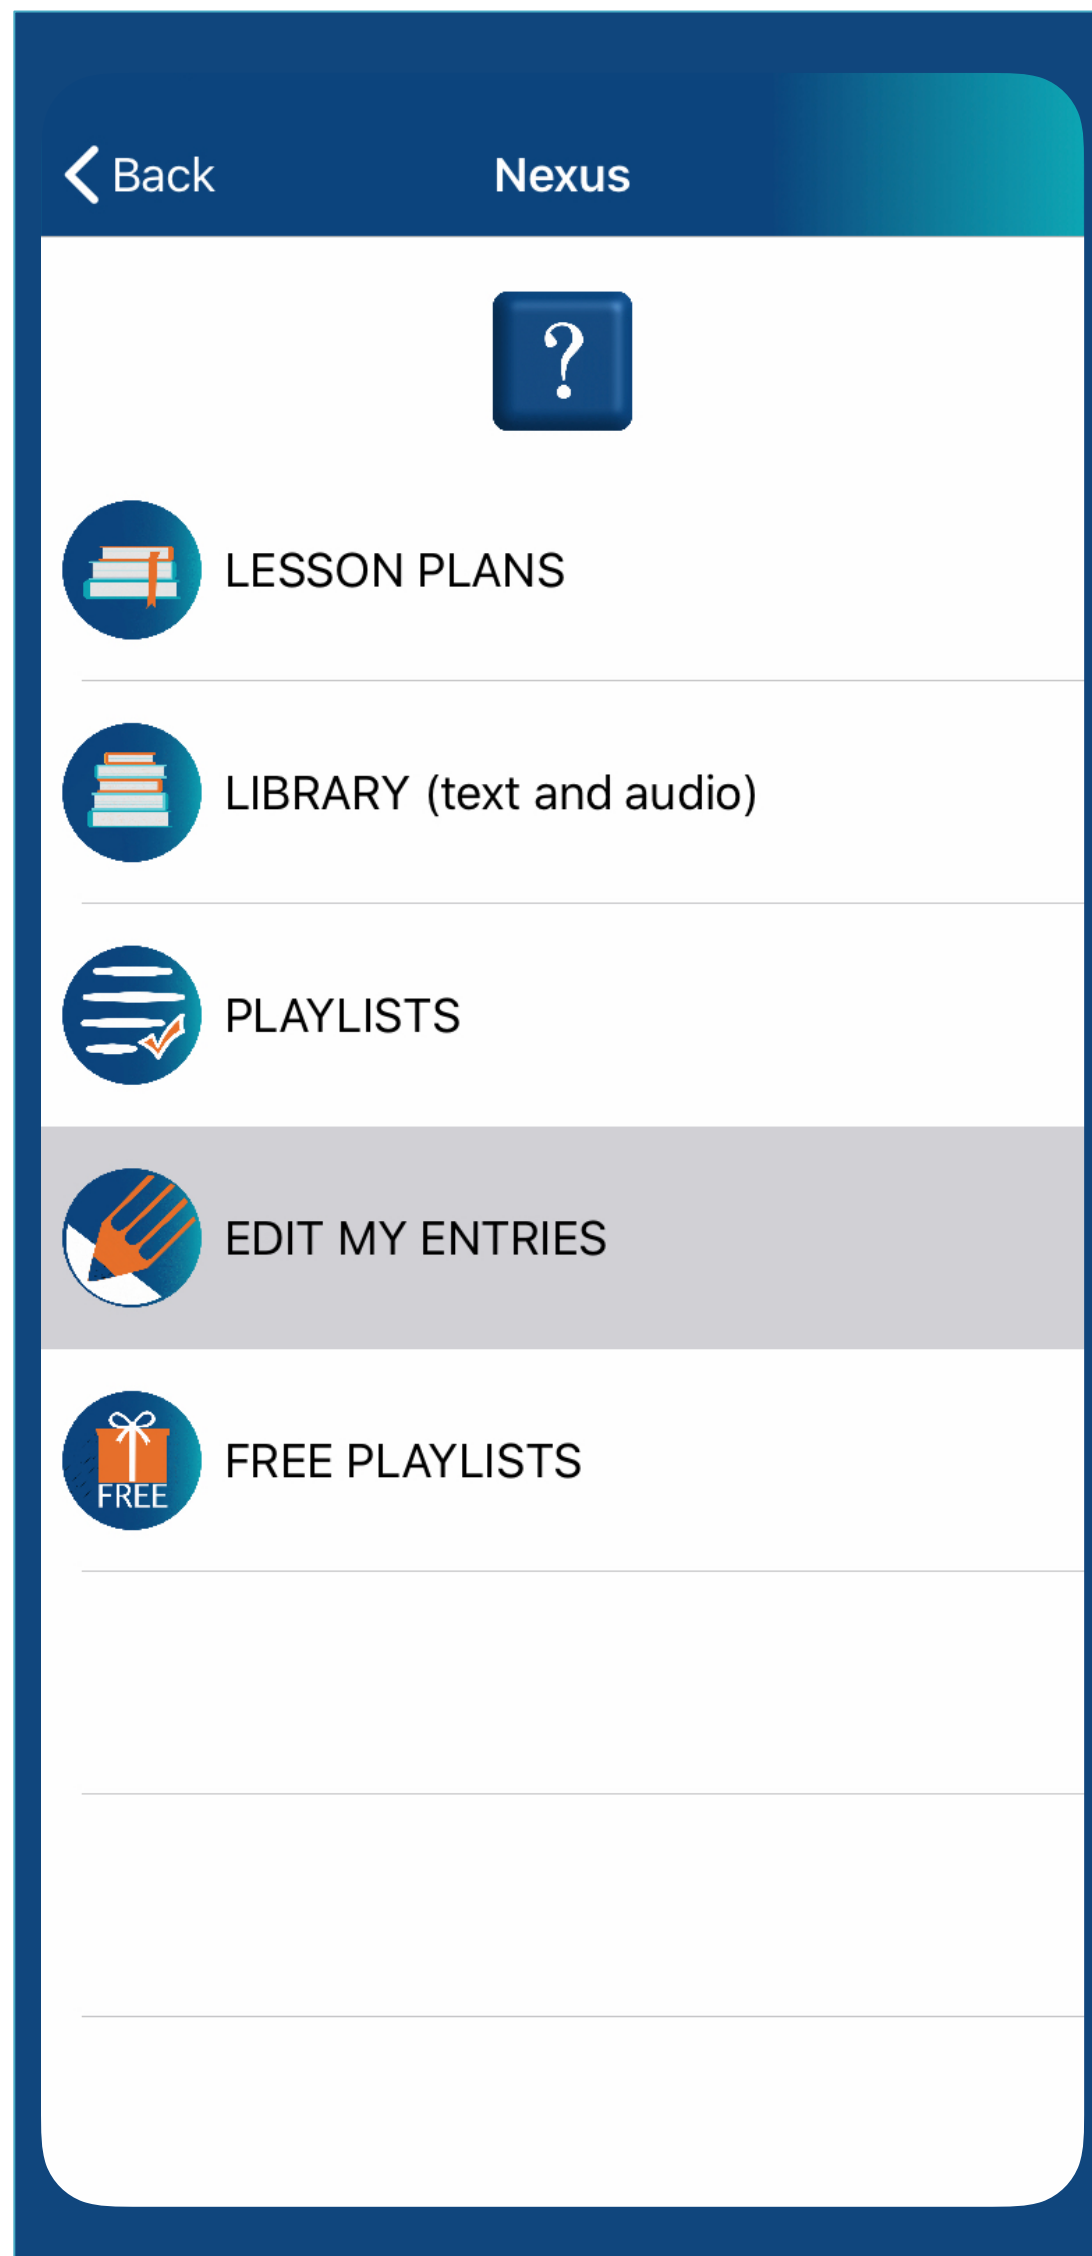 Back
Nexus
?
LESSON PLANS
LIBRARY (text and audio)
PLAYLISTS
EDIT MY ENTRIES
FREE
FREE PLAYLISTS